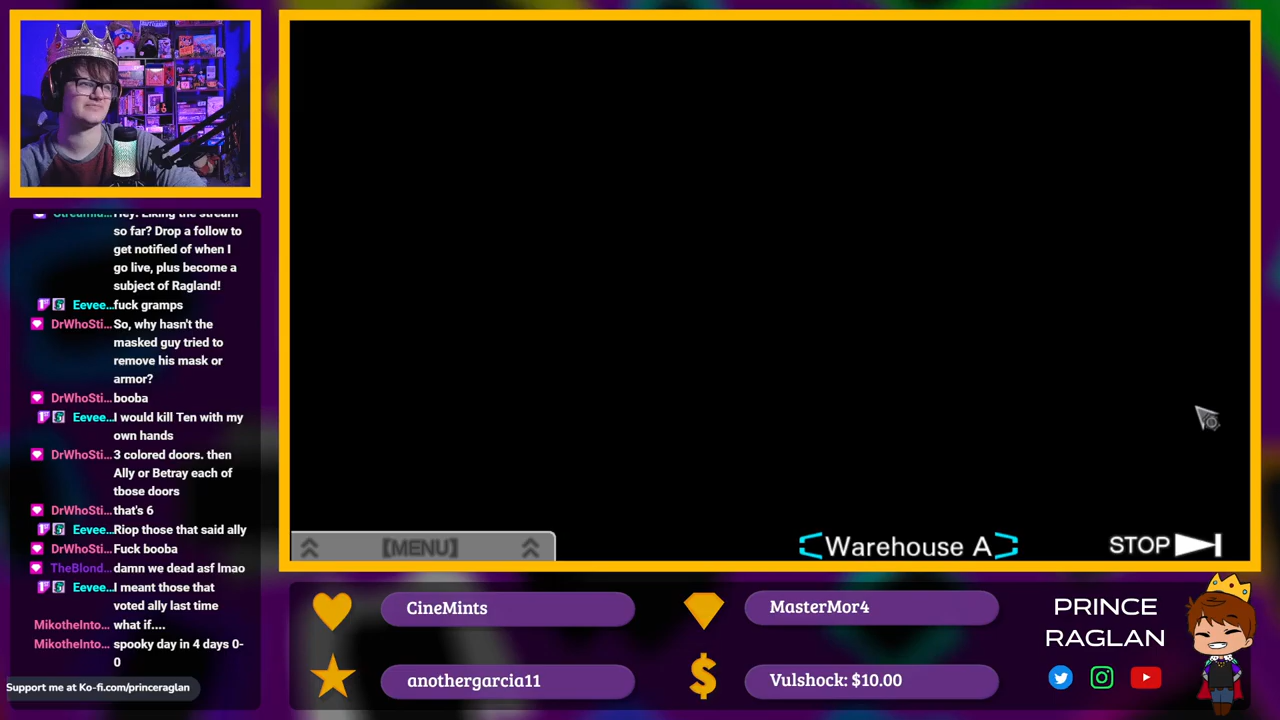 Hey! Liking the stream
so far? Drop a follow to
get notified of when I
go live, plus become a
subject of Ragland!
Eevee... fuck gramps
DrWhoSti... So, why hasn't the
masked guy tried to
remove his mask or
armor?
DrWhoSti... booba
Eevee... I would kill Ten with my
own hands
DrWhoSti... 3 colored doors. then
Ally or Betray each of
tbose doors
DrWhoSti... that's 6
Eevee... Riop those that said ally
DrWhoSti... Fuck booba
TheBlond... damn we dead asf lmao
Eevee... I meant those that
voted ally last time
MikotheInto... what if....
MikotheInto... spooky day in 4 days 0-
0
Support me at Ko-fi.com/princeraglan
[MENU]
Warehouse A
STOP
CineMints
MasterMor4
anothergarcia11
Vulshock: $10.00
PRINCE
RAGLAN